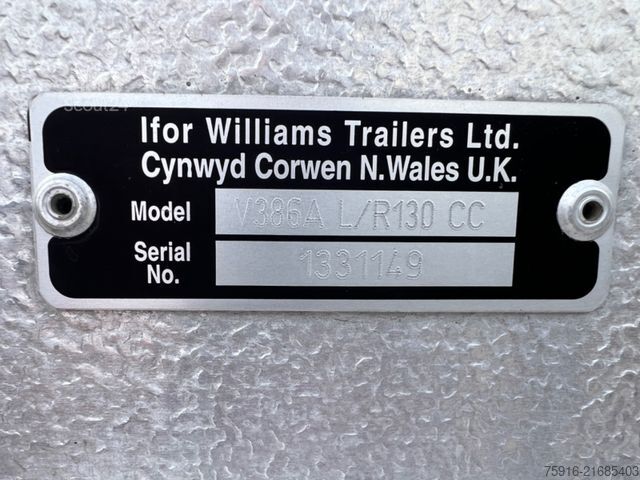 Ifor Williams Trailers Ltd.
Cynwyd Corwen N.Wales U.K.
Model V386A L/R130 CC
Serial No. 1331149
75916-21685403